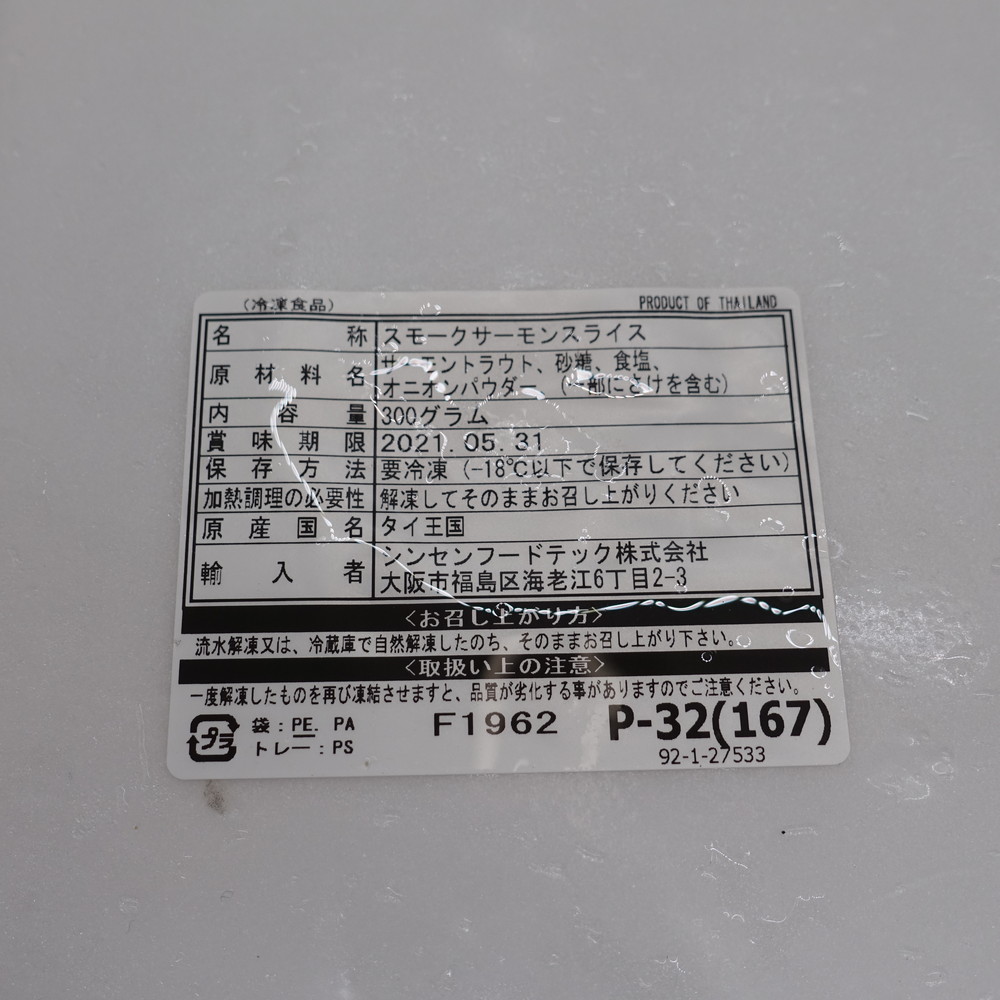 (冷凍食品) PRODUCT OF THAILAND
名称 スモークサーモンスライス
原材料名 サーモントラウト、砂糖、食塩、
オニオンパウダー (一部にさけを含む)
内容量 300グラム
賞味期限 2021.05.31
保存方法 要冷凍(-18℃以下で保存してください)
加熱調理の必要性 解凍してそのままお召し上がりください
原産国名 タイ王国
輸入者 シンセンフードテック株式会社
大阪市福島区海老江6丁目2-3
〈お召し上がり方〉
流水解凍又は、冷蔵庫で自然解凍したのち、そのままお召し上がり下さい。
〈取扱い上の注意〉
一度解凍したものを再び凍結させますと、品質が劣化する事がありますのでご注意ください。
プラ 袋:PE. PA F1962 P-32(167)
トレー:PS 92-1-27533